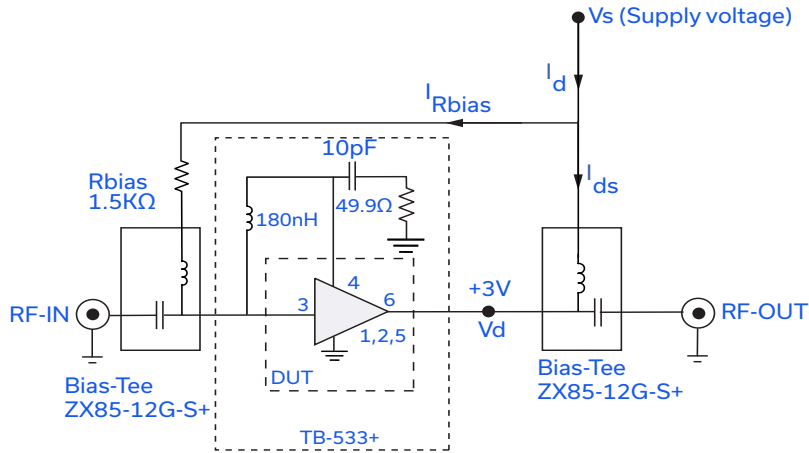 Vs (Supply voltage)
Id
IRbias
10pF
Rbias
1.5KΩ
180nH
49.9Ω
Ids
4
+3V
3
6
RF-IN
RF-OUT
1,2,5
Vd
DUT
Bias-Tee
ZX85-12G-S+
Bias-Tee
ZX85-12G-S+
TB-533+